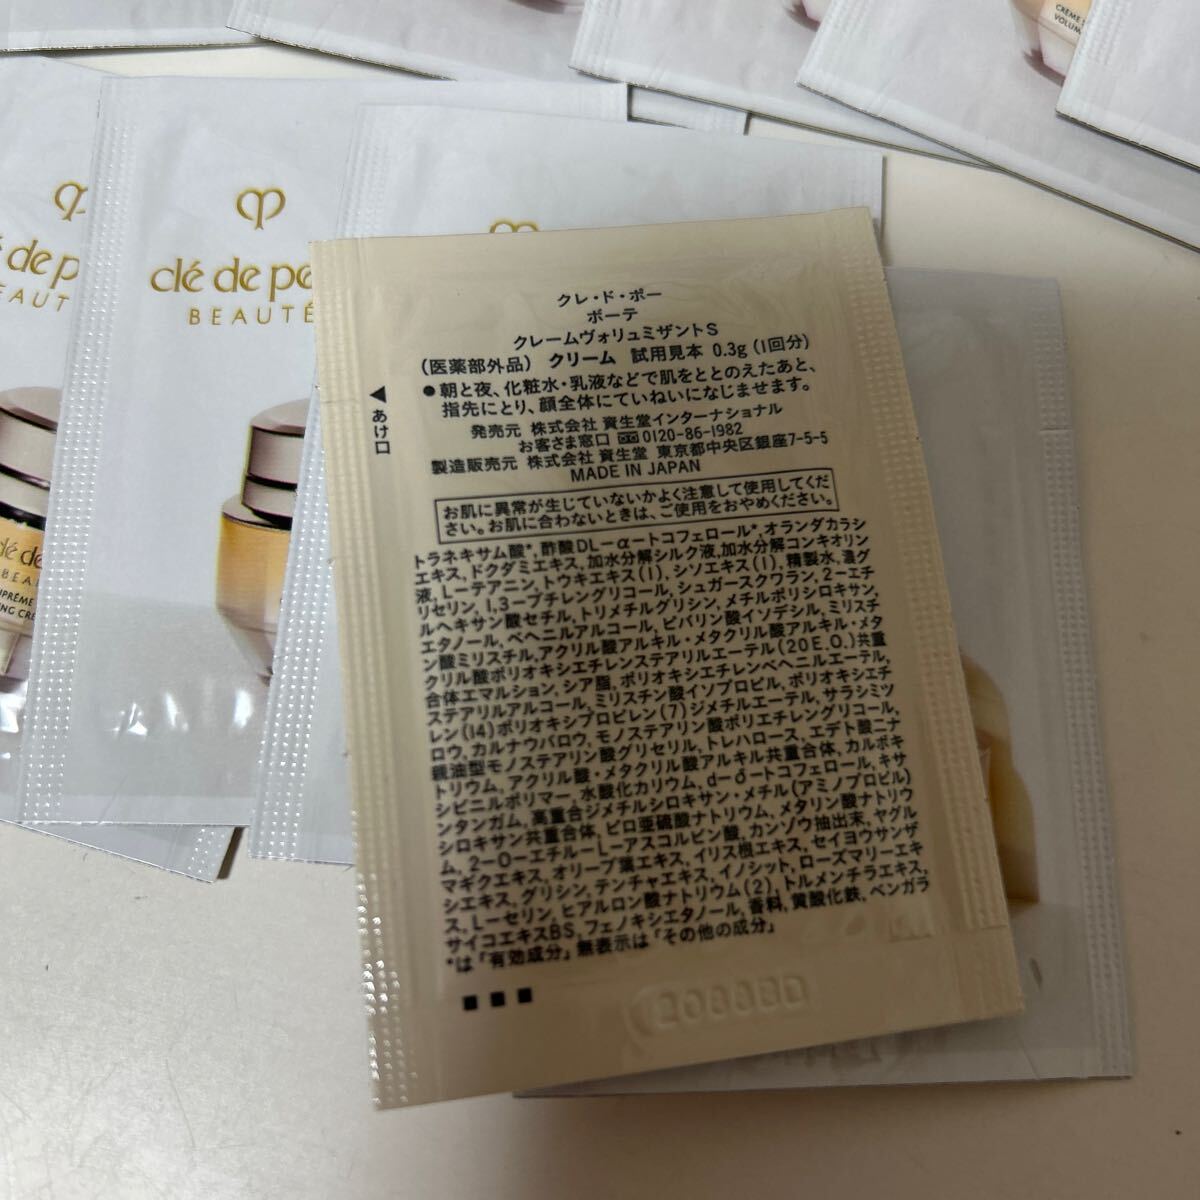 CRÈME S
VOLUM
clé de p
BEAUT
clé de pe
BEAUTÉ
clé de
BEA
UPRÊME
ING CRE
クレ・ド・ポー
ボーテ
クレームヴォリュミザントS
(医薬部外品) クリーム 試用見本 0.3g (1回分)
●朝と夜、化粧水・乳液などで肌をととのえたあと、
指先にとり、顔全体にていねいになじませます。
発売元 株式会社 資生堂インターナショナル
お客さま窓口 0120-86-1982
製造販売元 株式会社 資生堂 東京都中央区銀座7-5-5
MADE IN JAPAN
◀あけ口
お肌に異常が生じていないかよく注意して使用してくだ
さい。お肌に合わないときは、ご使用をおやめください。
トラネキサム酸*, 酢酸DL-α-トコフェロール*, オランダカラシ
エキス, ドクダミエキス, 加水分解シルク液, 加水分解コンキオリン
液, L-テアニン, トウキエキス(1), シソエキス(1), 精製水, 濃グ
リセリン, 1,3-ブチレングリコール, シュガースクワラン, 2-エチ
ルヘキサン酸セチル, トリメチルグリシン, メチルポリシロキサン,
エタノール, ベヘニルアルコール, ピバリン酸イソデシル, ミリスチ
ン酸ミリスチル, アクリル酸アルキル・メタクリル酸アルキル・メタ
クリル酸ポリオキシエチレンステアリルエーテル(20E.O.)共重
合体エマルション, シア脂, ポリオキシエチレンベヘニルエーテル,
ステアリルアルコール, ミリスチン酸イソプロピル, ポリオキシエチ
レン(14)ポリオキシプロピレン(7)ジメチルエーテル, サラシミツ
ロウ, カルナウバロウ, モノステアリン酸ポリエチレングリコール,
親油型モノステアリン酸グリセリル, トレハロース, エデト酸ニナ
トリウム, アクリル酸・メタクリル酸アルキル共重合体, カルボキ
シビニルポリマー, 水酸化カリウム, d-δ-トコフェロール, キサ
ンタンガム, 高重合ジメチルシロキサン・メチル(アミノプロピル)
シロキサン共重合体, ピロ亜硫酸ナトリウム, メタリン酸ナトリウ
ム, 2-O-エチル-L-アスコルビン酸, カンゾウ抽出末, ヤグル
マギクエキス, オリーブ葉エキス, イリス根エキス, セイヨウサンザ
シエキス, グリシン, テンチャエキス, イノシット, ローズマリーエキ
ス, L-セリン, ヒアルロン酸ナトリウム(2), トルメンチラエキス,
サイコエキスBS, フェノキシエタノール, 香料, 黄酸化鉄, ベンガラ
*は「有効成分」無表示は「その他の成分」